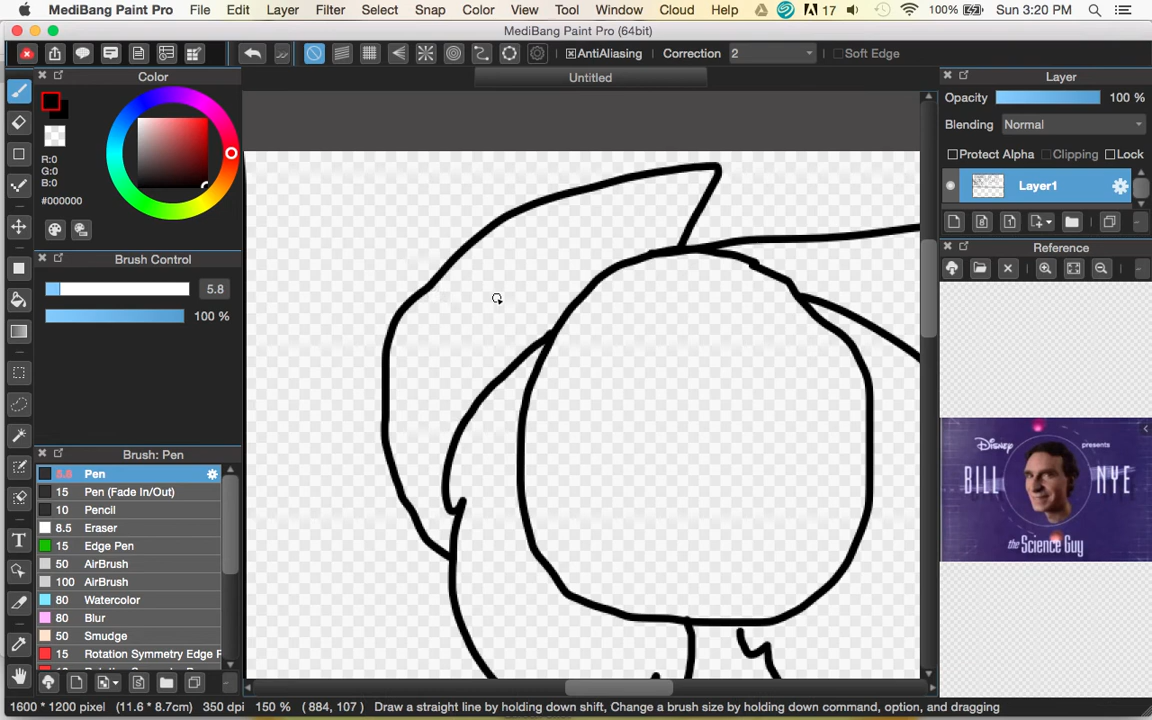 MediBang Paint Pro File Edit Layer Filter Select Snap Color View Tool Window Cloud Help 17 100% Sun 3:20 PM
MediBang Paint Pro (64bit)
AntiAliasing Correction 2 Soft Edge
Untitled
Color
R:0
G:0
B:0
#000000
Brush Control
5.8
100 %
Brush: Pen
5.8 Pen
15 Pen (Fade In/Out)
10 Pencil
8.5 Eraser
15 Edge Pen
50 AirBrush
100 AirBrush
80 Watercolor
80 Blur
50 Smudge
15 Rotation Symmetry Edge
T
Layer
Opacity 100 %
Blending Normal
Protect Alpha Clipping Lock
Layer1
8 1
Reference
Disney presents
BILL NYE
the Science Guy
1600 * 1200 pixel (11.6 * 8.7cm) 350 dpi 150 % ( 884, 107 ) Draw a straight line by holding down shift, Change a brush size by holding down command, option, and dragging